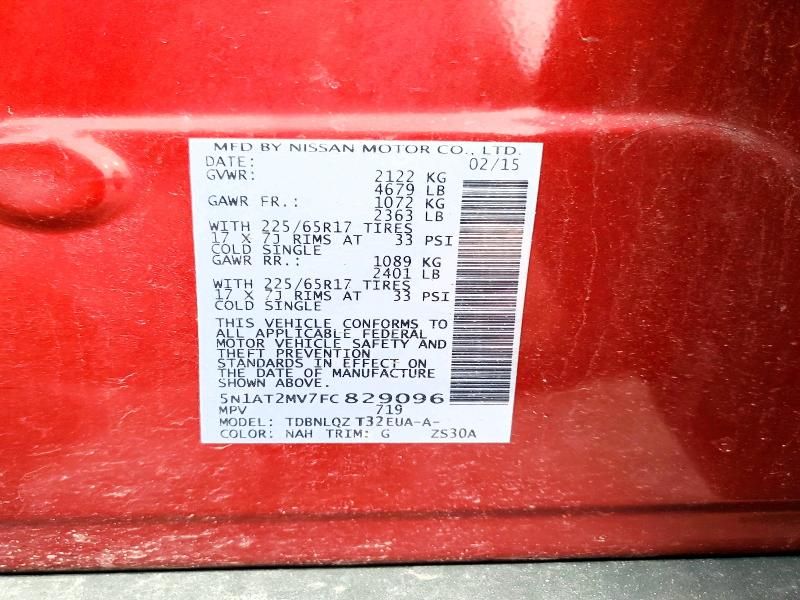 MFD BY NISSAN MOTOR CO., LTD.
DATE: 02/15
GVWR: 2122 KG
4679 LB
GAWR FR.: 1072 KG
2363 LB
WITH 225/65R17 TIRES
17 X 7J RIMS AT 33 PSI
COLD SINGLE
GAWR RR.: 1089 KG
2401 LB
WITH 225/65R17 TIRES
17 X 7J RIMS AT 33 PSI
COLD SINGLE
THIS VEHICLE CONFORMS TO
ALL APPLICABLE FEDERAL
MOTOR VEHICLE SAFETY AND
THEFT PREVENTION
STANDARDS IN EFFECT ON
THE DATE OF MANUFACTURE
SHOWN ABOVE.
5N1AT2MV7FC829096
MPV 719
MODEL: TDBNLQZ T32EUA-A-
COLOR: NAH TRIM: G ZS30A